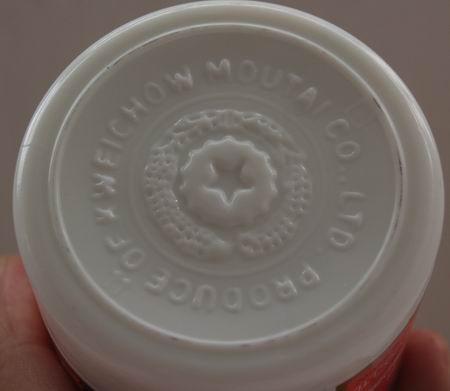 PRODUCE OF KWEICHOW MOUTAI CO., LTD.